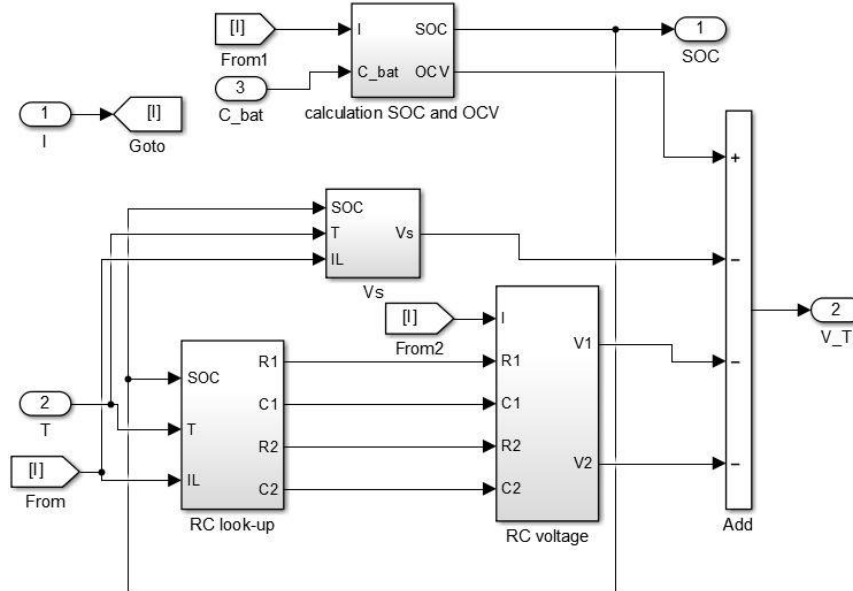 [I]
From1
3
C_bat
I
C_bat
SOC
OCV
calculation SOC and OCV
1
SOC
1
I
[I]
Goto
SOC
T
IL
Vs
Vs
+
−
−
−
Add
2
V_T
[I]
From2
I
R1
C1
R2
C2
V1
V2
RC voltage
SOC
T
IL
R1
C1
R2
C2
RC look-up
2
T
[I]
From